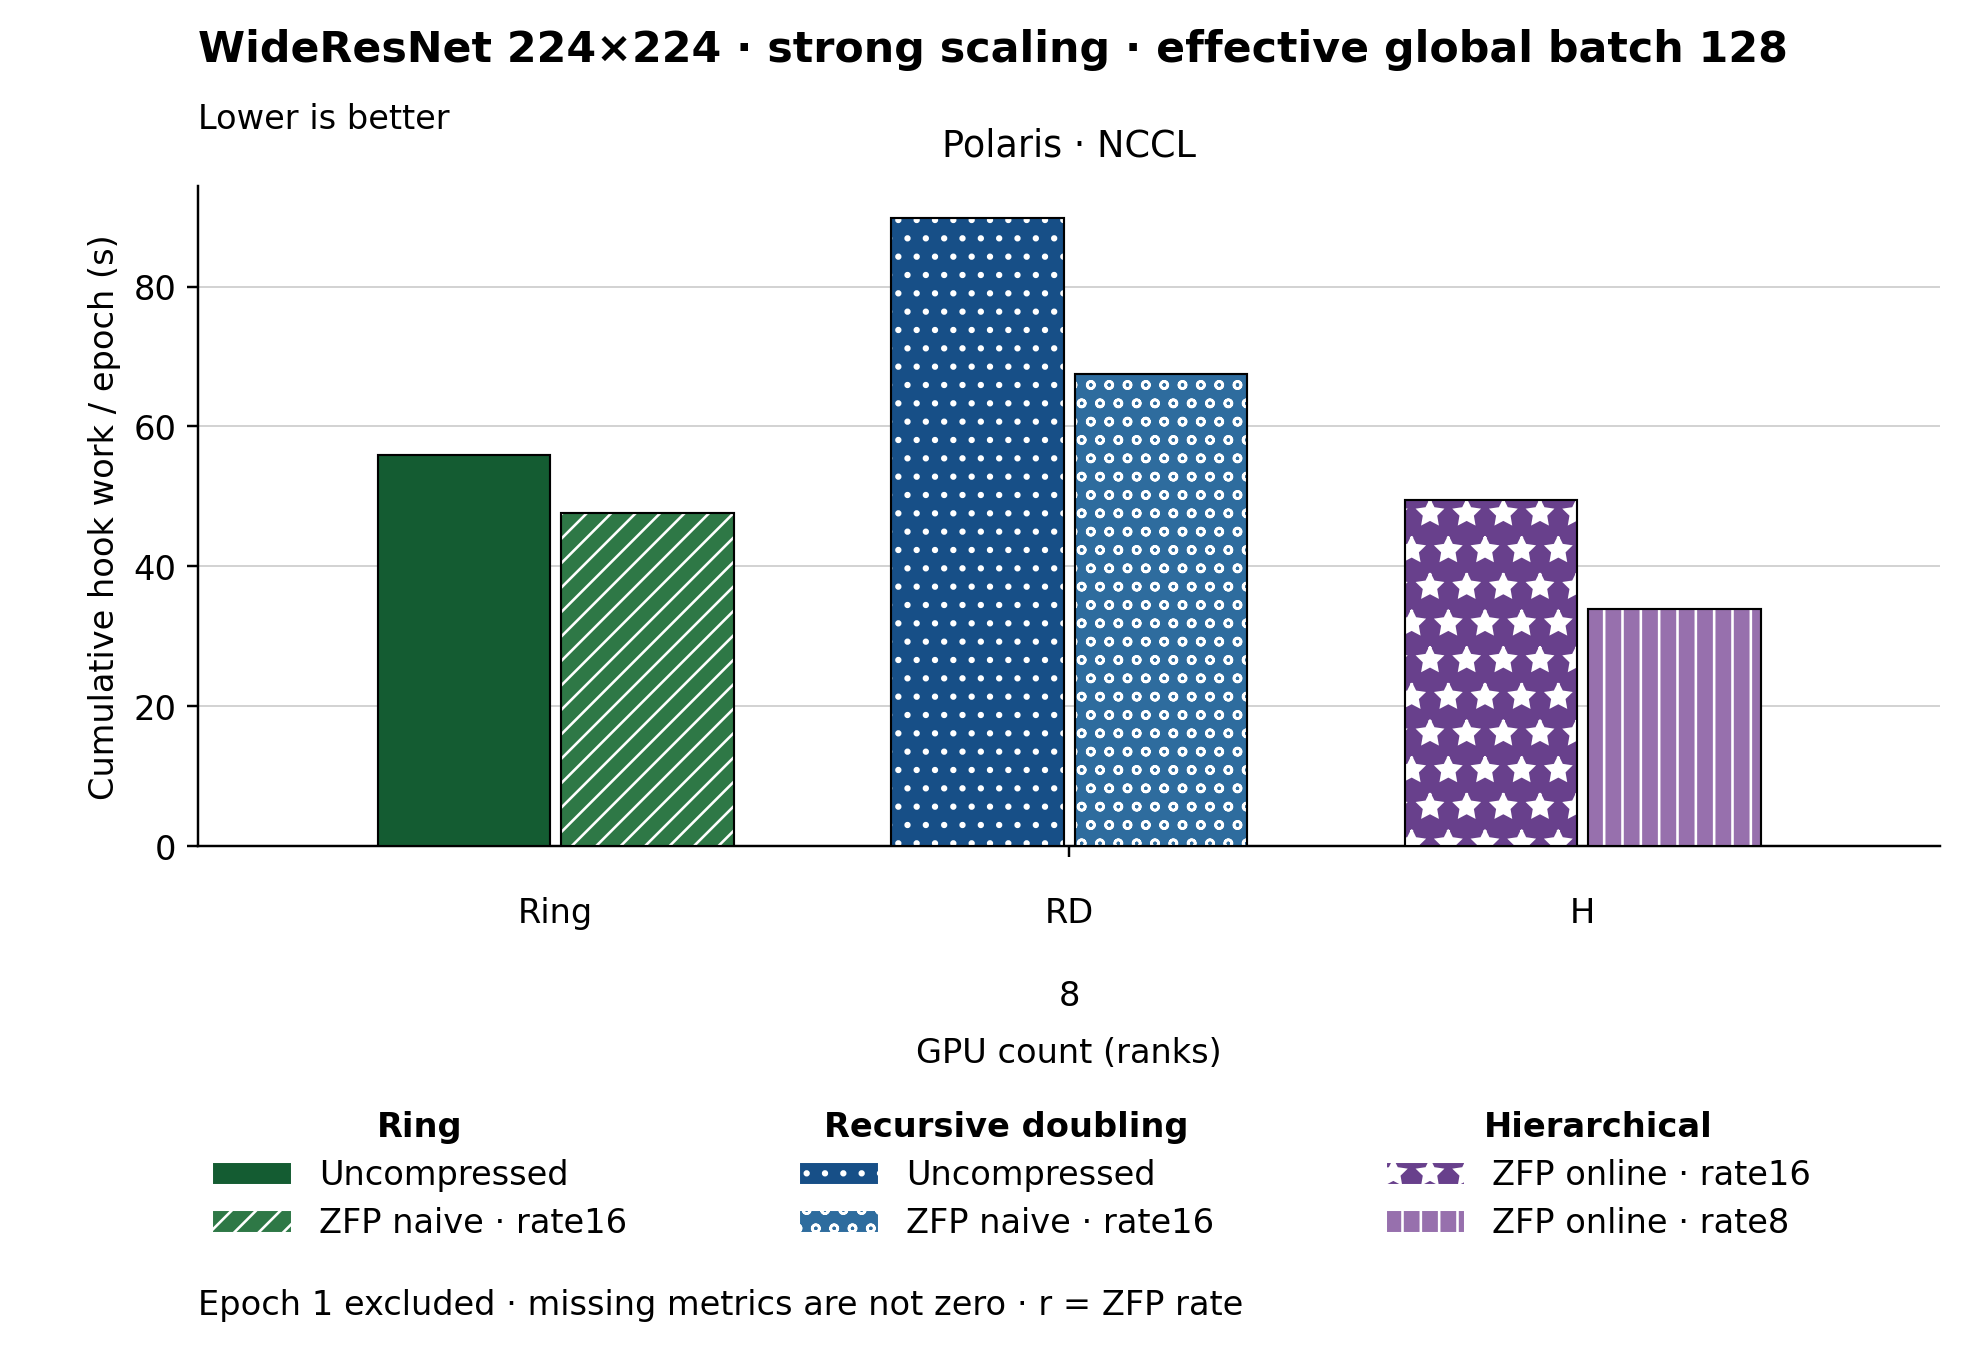 WideResNet 224×224 · strong scaling · effective global batch 128
Lower is better
Polaris · NCCL
Cumulative hook work / epoch (s)
80
60
40
20
0
Ring RD H
8
GPU count (ranks)
Ring Recursive doubling Hierarchical
Uncompressed Uncompressed ZFP online · rate16
ZFP naive · rate16 ZFP naive · rate16 ZFP online · rate8
Epoch 1 excluded · missing metrics are not zero · r = ZFP rate